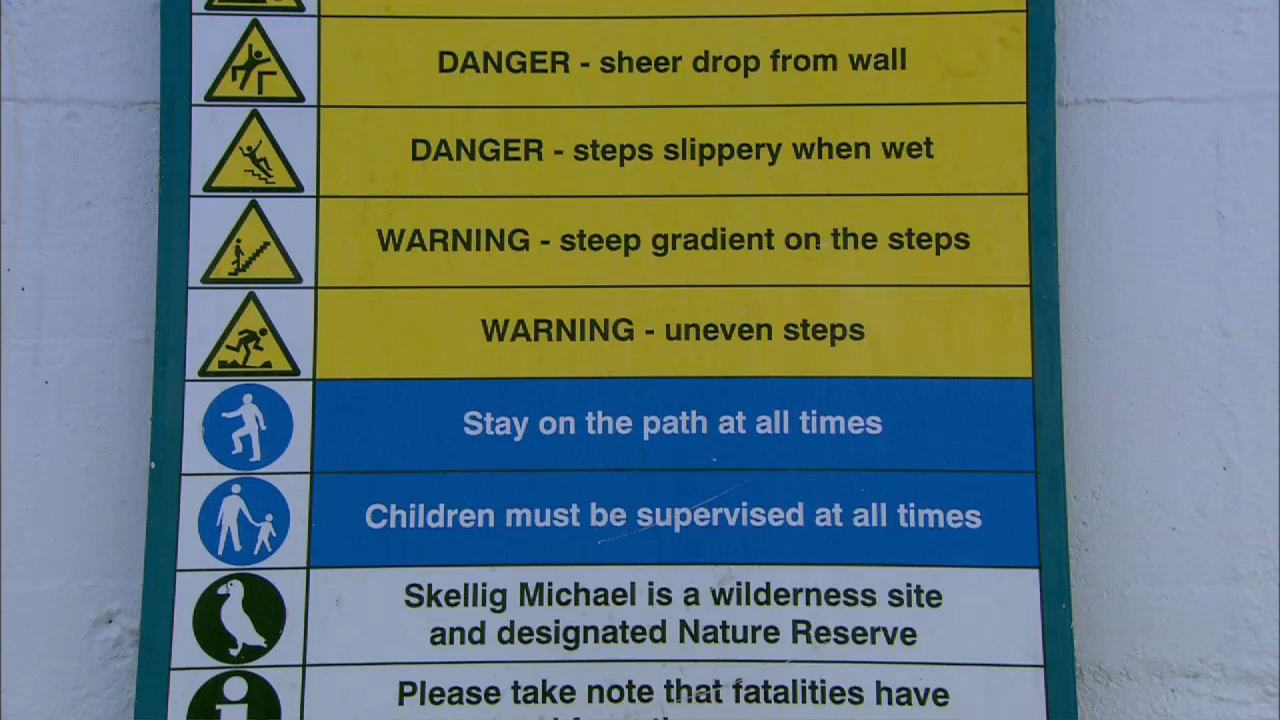 DANGER - sheer drop from wall
DANGER - steps slippery when wet
WARNING - steep gradient on the steps
WARNING - uneven steps
Stay on the path at all times
Children must be supervised at all times
Skellig Michael is a wilderness site
and designated Nature Reserve
Please take note that fatalities have